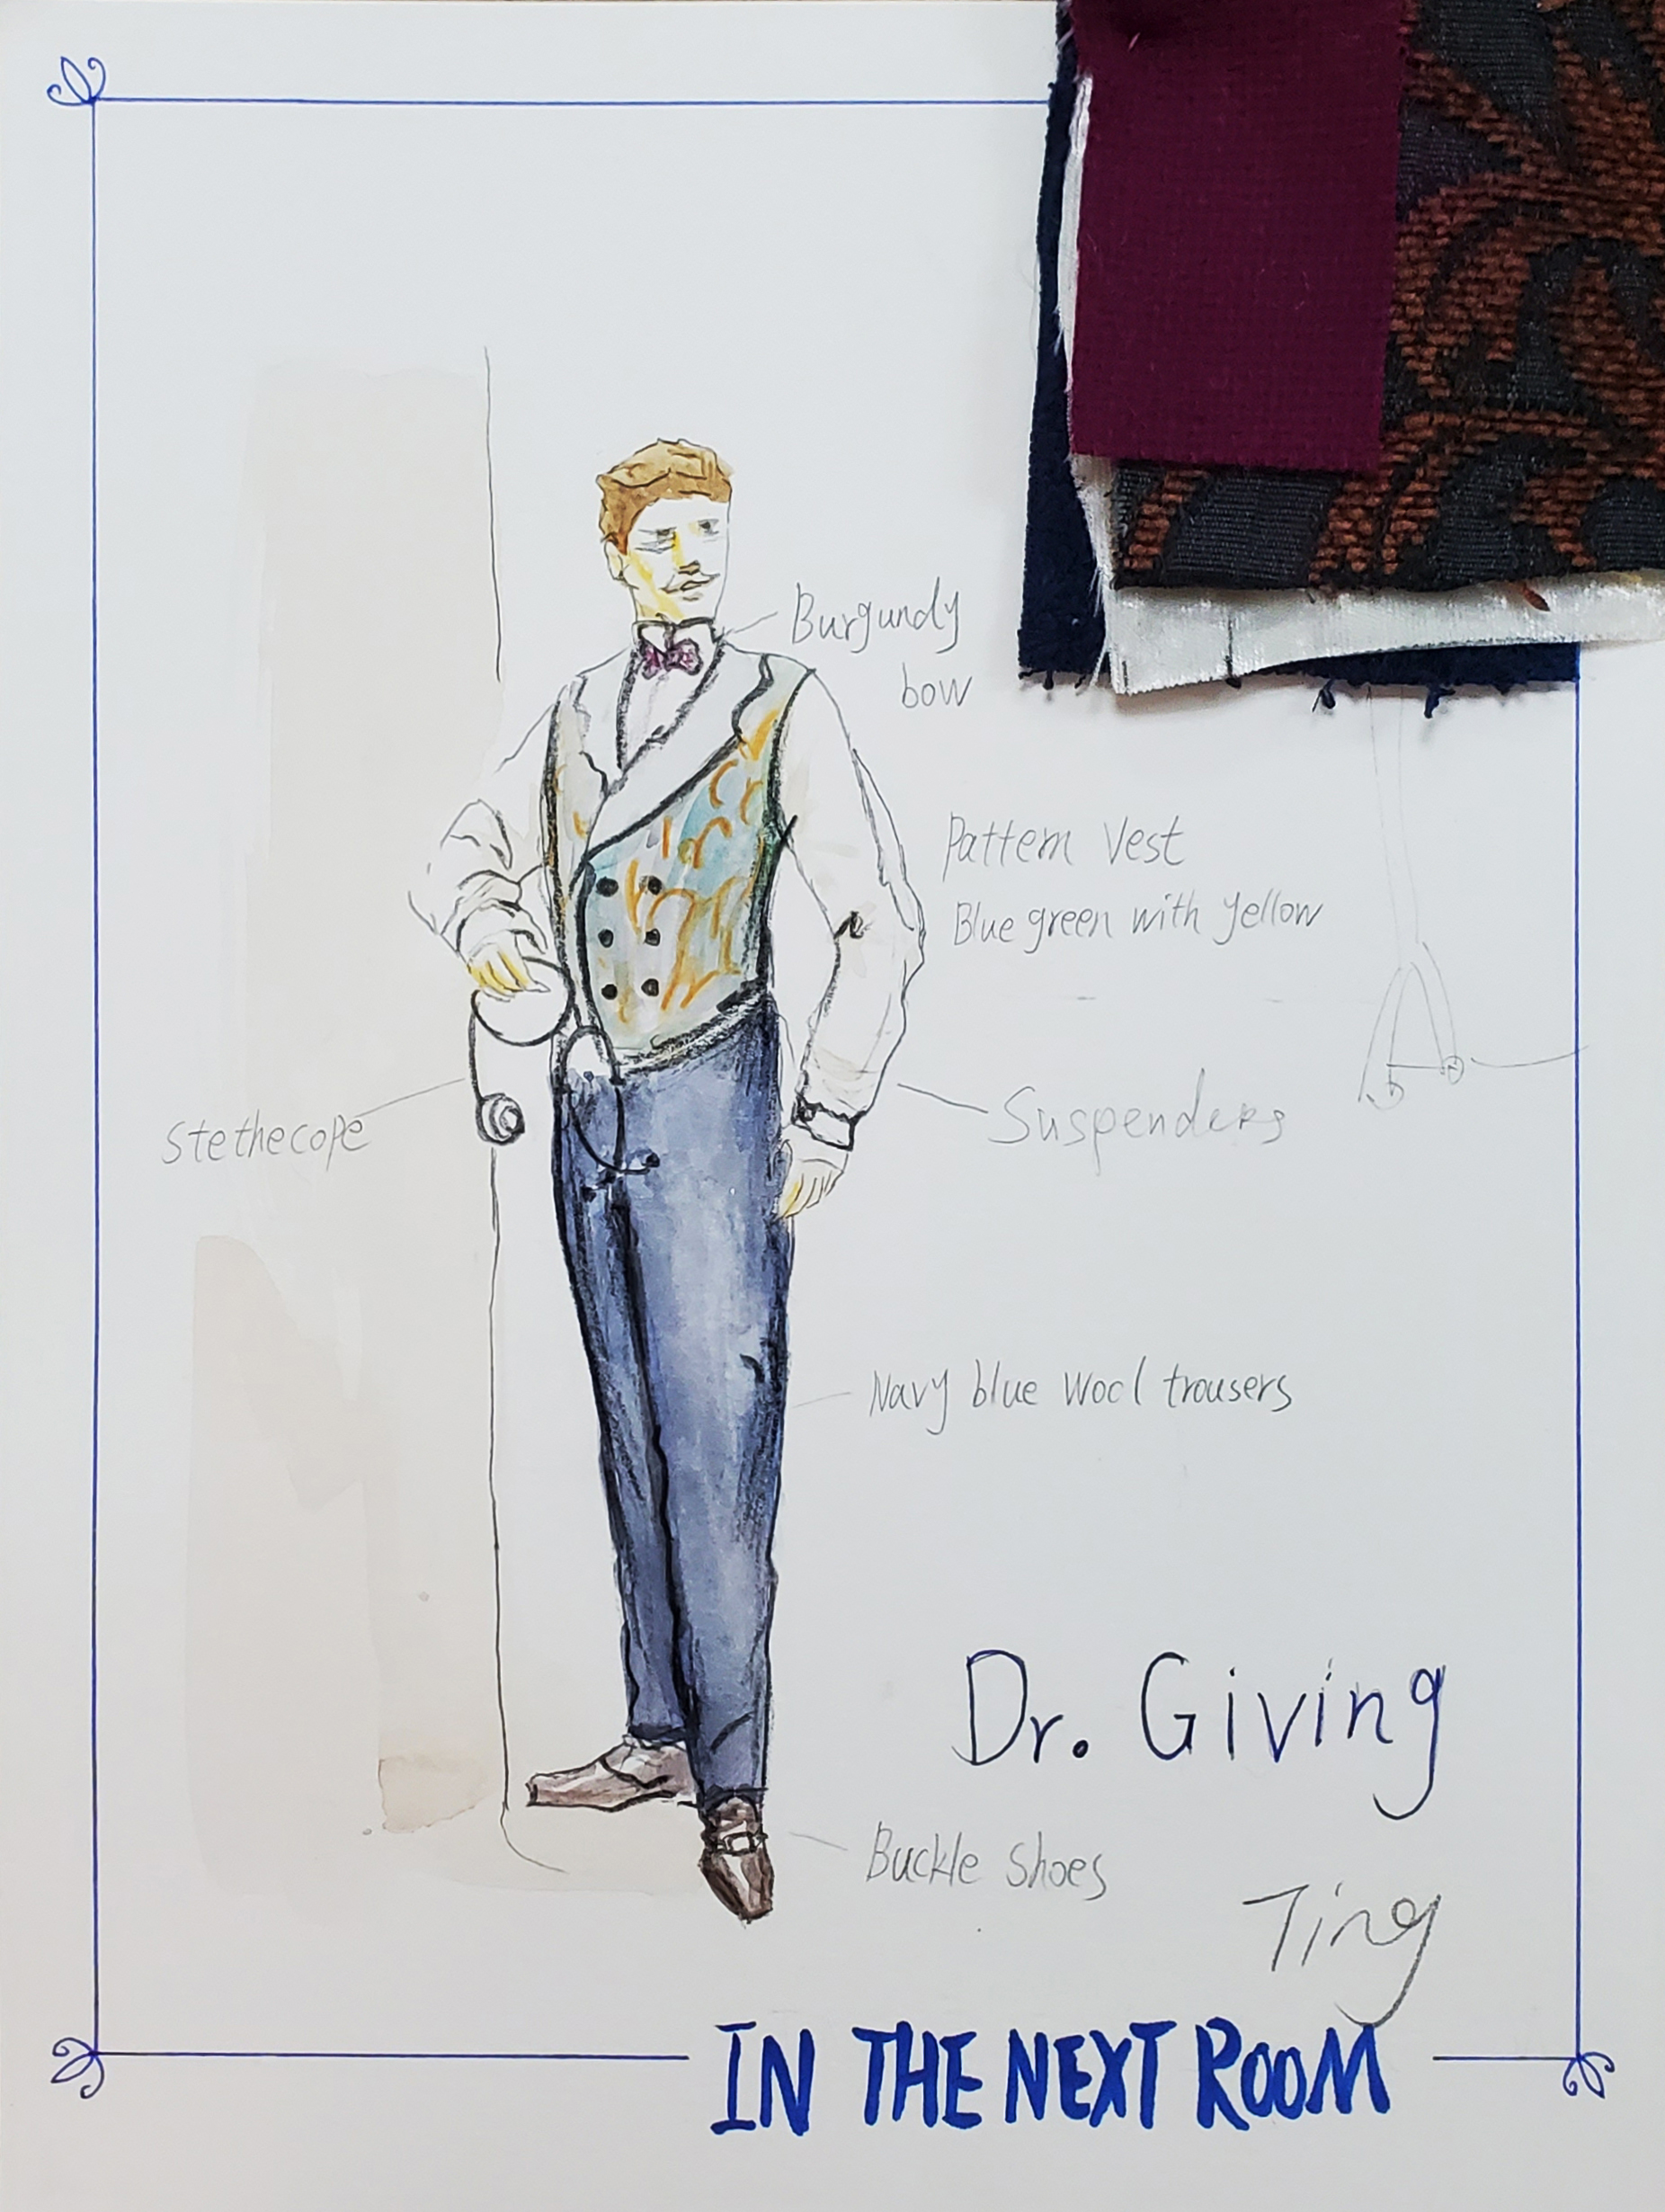 Burgundy
bow
Pattern Vest
Blue green with yellow
Stethecope
Suspenders
Navy blue wool trousers
Dr. Giving
Buckle shoes
Ting
IN THE NEXT ROOM